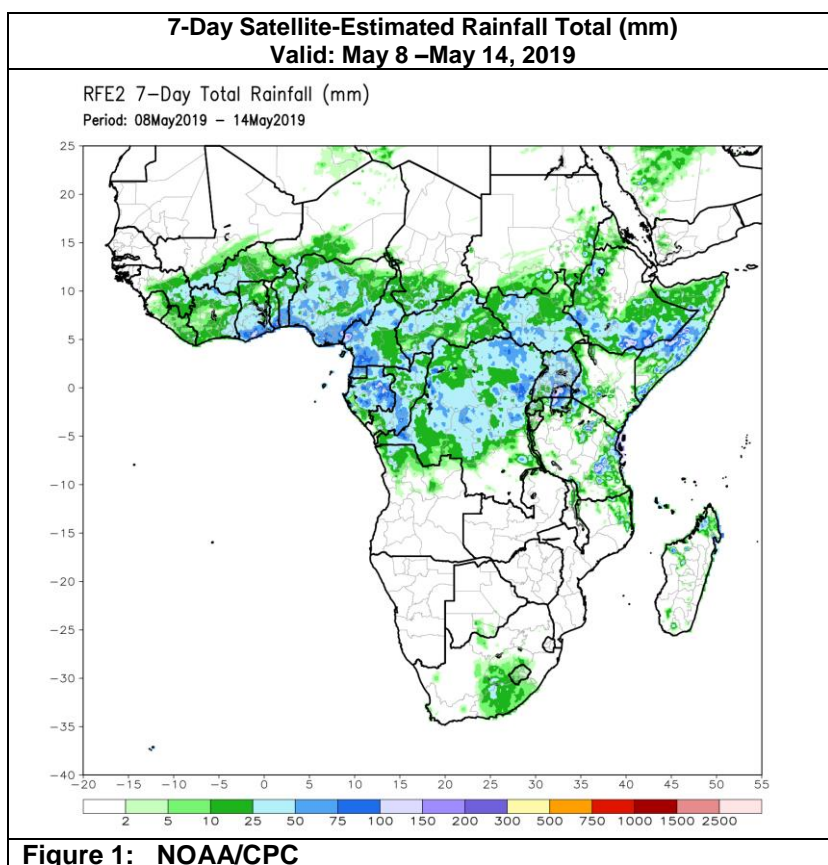 7-Day Satellite-Estimated Rainfall Total (mm)
Valid: May 8 –May 14, 2019
RFE2 7-Day Total Rainfall (mm)
Period: 08May2019 – 14May2019
25
20
15
10
5
0
−5
−10
−15
−20
−25
−30
−35
−40
−20 −15 −10 −5 0 5 10 15 20 25 30 35 40 45 50 55
2 5 10 25 50 75 100 150 200 300 500 750 1000 1500 2500
Figure 1: NOAA/CPC